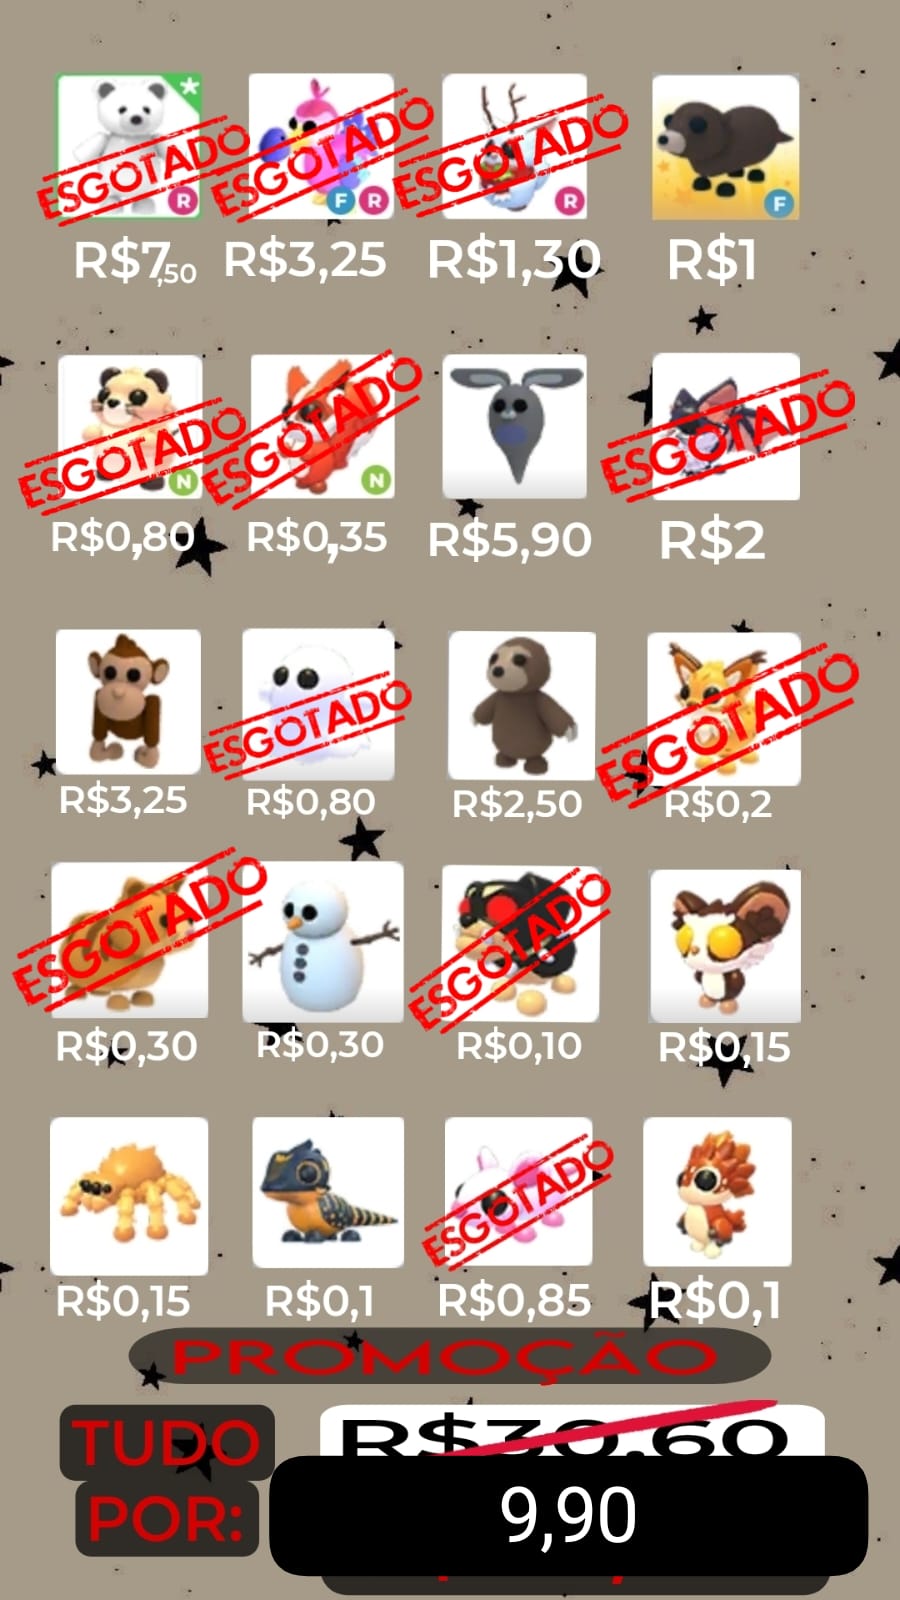 ESGOTADO ESGOTADO ESGOTADO
R F R R F
R$7,50 R$3,25 R$1,30 R$1
ESGOTADO ESGOTADO ESGOTADO
N N
R$0,80 R$0,35 R$5,90 R$2
ESGOTADO ESGOTADO
R$3,25 R$0,80 R$2,50 R$0,2
ESGOTADO ESGOTADO
R$0,30 R$0,30 R$0,10 R$0,15
ESGOTADO
R$0,15 R$0,1 R$0,85 R$0,1
PROMOÇÃO
TUDO R$30,60
POR: 9,90